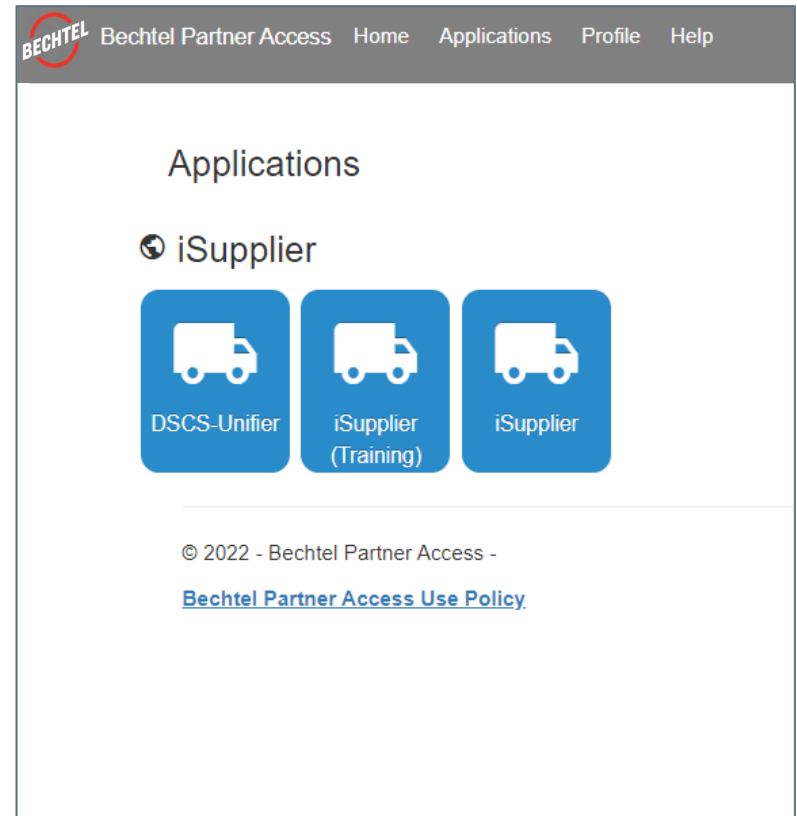 BECHTEL Bechtel Partner Access Home Applications Profile Help
Applications
iSupplier
DSCS-Unifier
iSupplier
(Training)
iSupplier
© 2022 - Bechtel Partner Access -
Bechtel Partner Access Use Policy